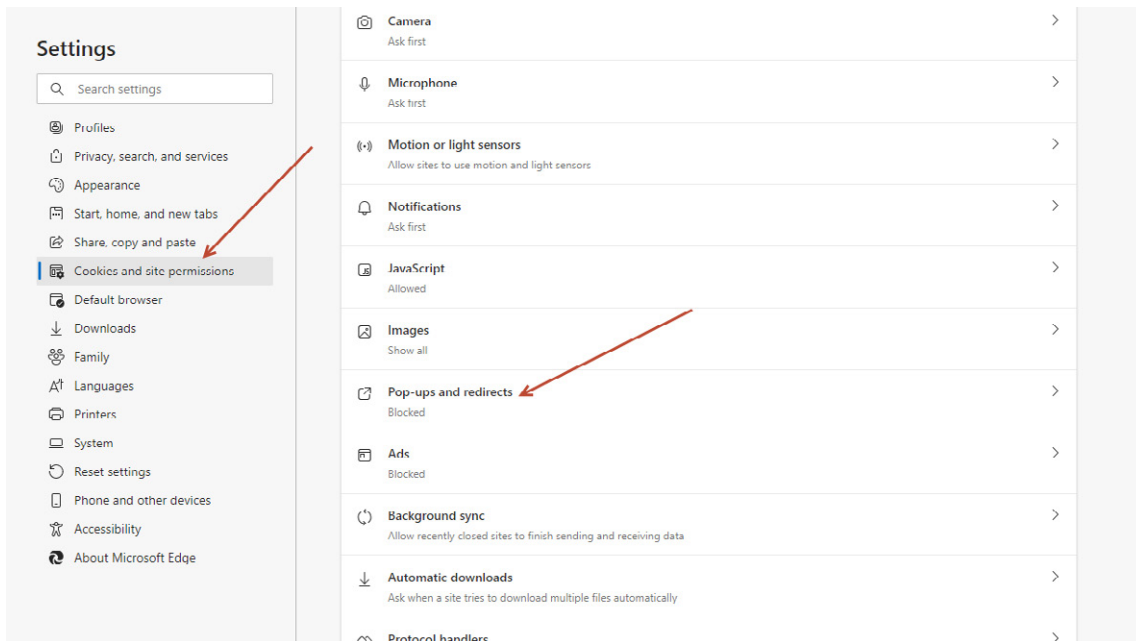 Settings
Search settings
Profiles
Privacy, search, and services
Appearance
Start, home, and new tabs
Share, copy and paste
Cookies and site permissions
Default browser
Downloads
Family
Languages
Printers
System
Reset settings
Phone and other devices
Accessibility
About Microsoft Edge
Camera
Ask first
Microphone
Ask first
Motion or light sensors
Allow sites to use motion and light sensors
Notifications
Ask first
JavaScript
Allowed
Images
Show all
Pop-ups and redirects
Blocked
Ads
Blocked
Background sync
Allow recently closed sites to finish sending and receiving data
Automatic downloads
Ask when a site tries to download multiple files automatically
Protocol handlers